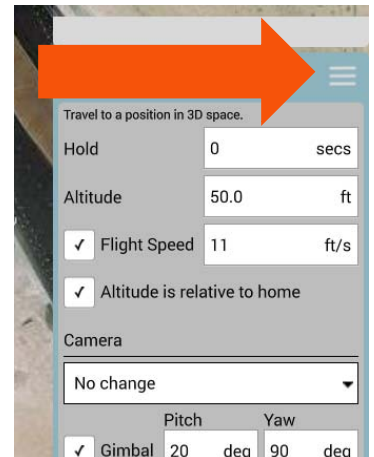 Travel to a position in 3D space.
Hold 0 secs
Altitude 50.0 ft
✓ Flight Speed 11 ft/s
✓ Altitude is relative to home
Camera
No change
Pitch Yaw
✓ Gimbal 20 deg 90 deg